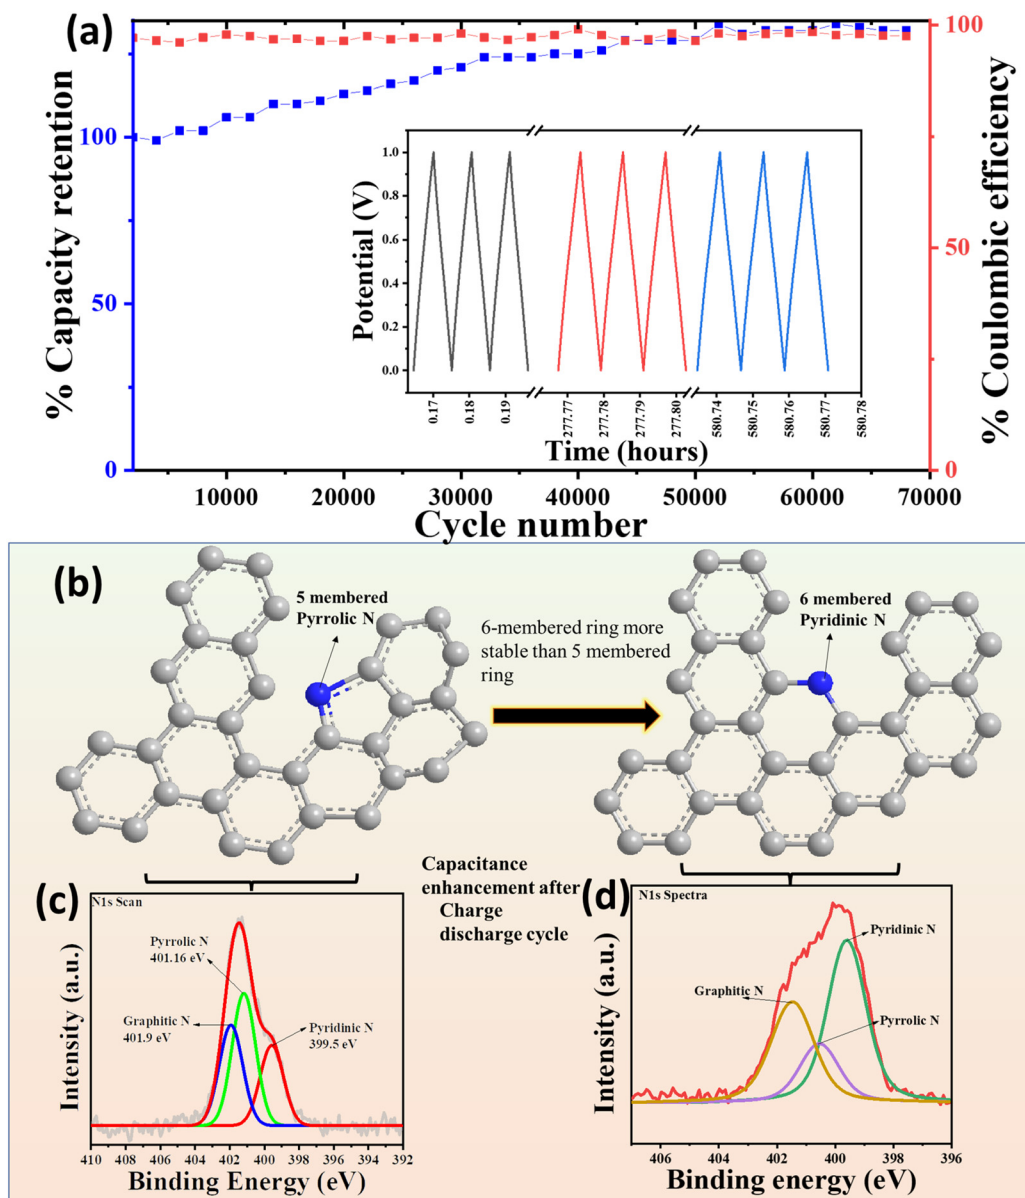 (a)
% Capacity retention
100
50
0
% Coulombic efficiency
100
50
0
Potential (V)
1.0
0.8
0.6
0.4
0.2
0.0
0.17
0.18
0.19
277.77
277.78
277.79
277.80
580.74
580.75
580.76
580.77
580.78
Time (hours)
10000
20000
30000
40000
50000
60000
70000
Cycle number
(b)
5 membered
Pyrrolic N
6-membered ring more
stable than 5 membered
ring
6 membered
Pyridinic N
Capacitance
enhancement after
Charge
discharge cycle
(c)
N1s Scan
Pyrrolic N
401.16 eV
Graphitic N
401.9 eV
Pyridinic N
399.5 eV
Intensity (a.u.)
410
408
406
404
402
400
398
396
394
392
Binding Energy (eV)
(d)
N1s Spectra
Pyridinic N
Graphitic N
Pyrrolic N
Intensity (a.u.)
406
404
402
400
398
396
Binding energy (eV)